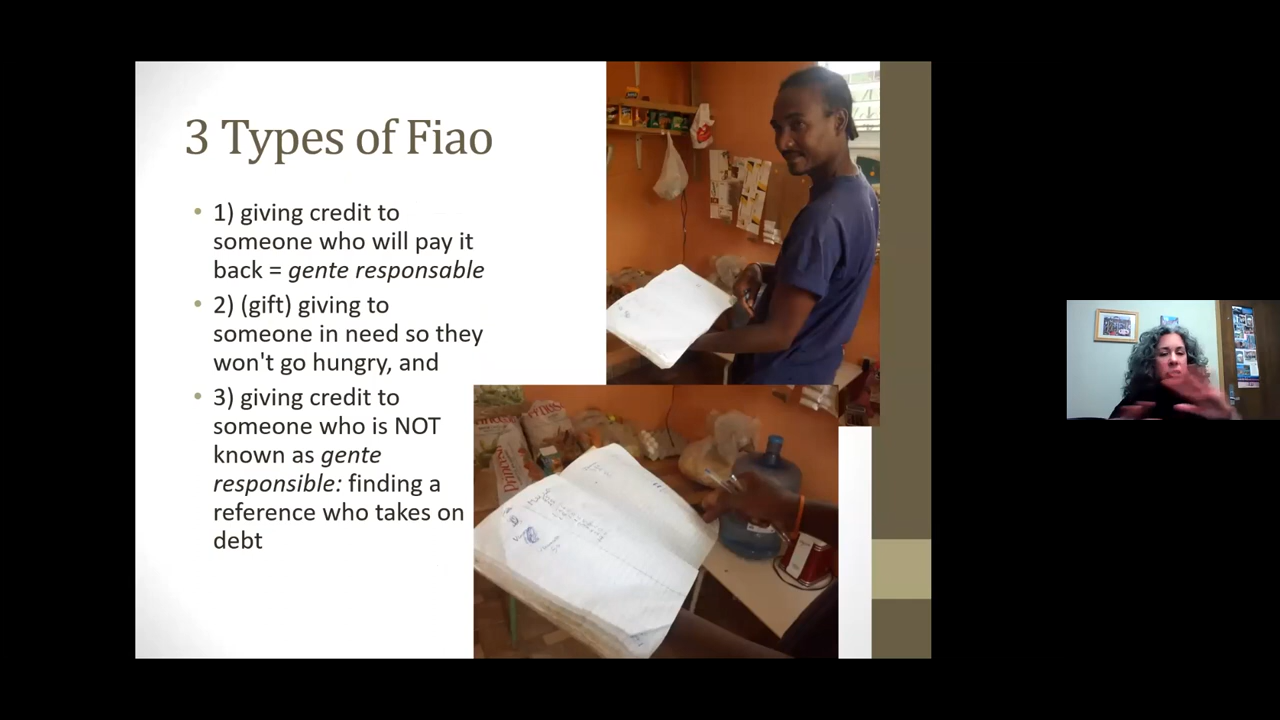 3 Types of Fiao
• 1) giving credit to
someone who will pay it
back = gente responsable
• 2) (gift) giving to
someone in need so they
won't go hungry, and
• 3) giving credit to
someone who is NOT
known as gente
responsible: finding a
reference who takes on
debt